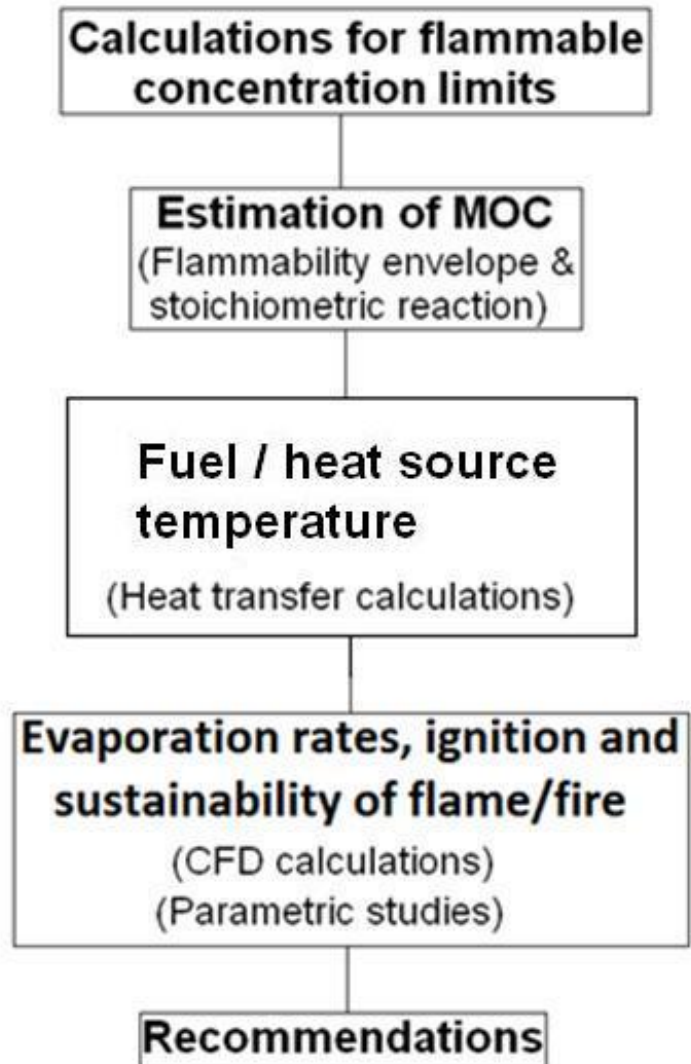 Calculations for flammable
concentration limits
Estimation of MOC
(Flammability envelope &
stoichiometric reaction)
Fuel / heat source
temperature
(Heat transfer calculations)
Evaporation rates, ignition and
sustainability of flame/fire
(CFD calculations)
(Parametric studies)
Recommendations